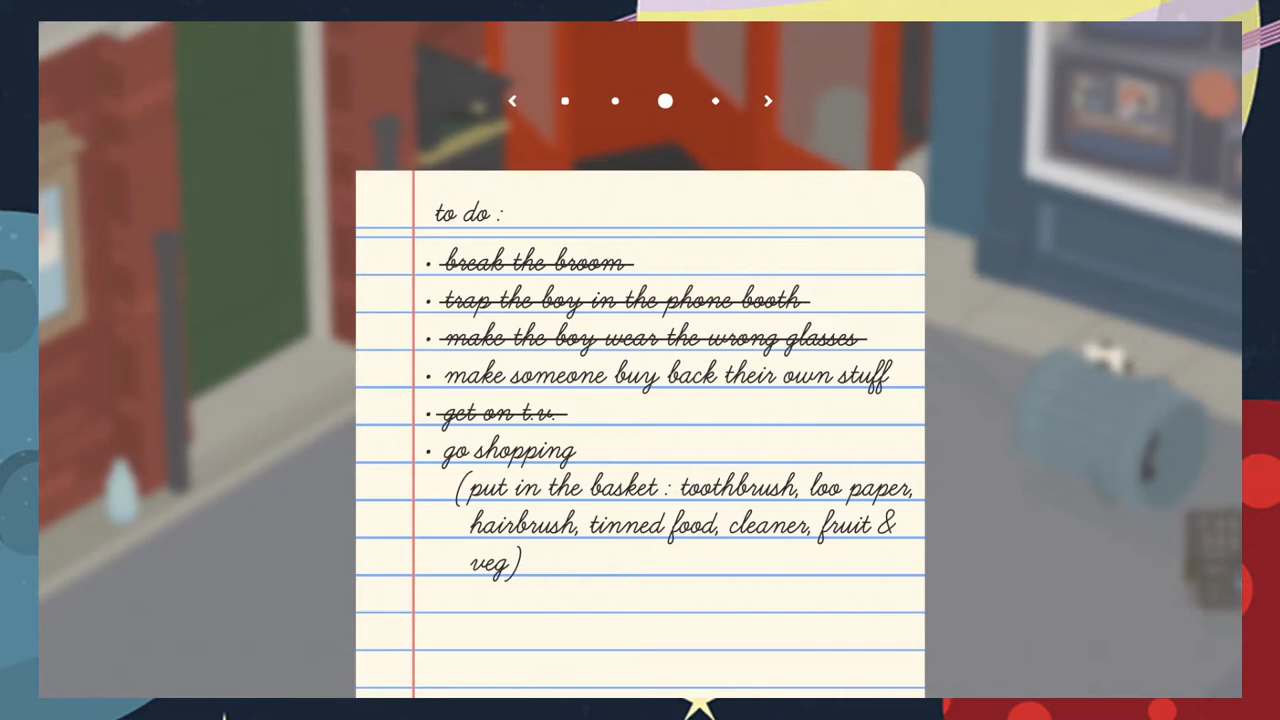 to do :
• break the broom
• trap the boy in the phone booth
• make the boy wear the wrong glasses
• make someone buy back their own stuff
• get on t.v.
• go shopping
(put in the basket : toothbrush, loo paper,
hairbrush, tinned food, cleaner, fruit &
veg)